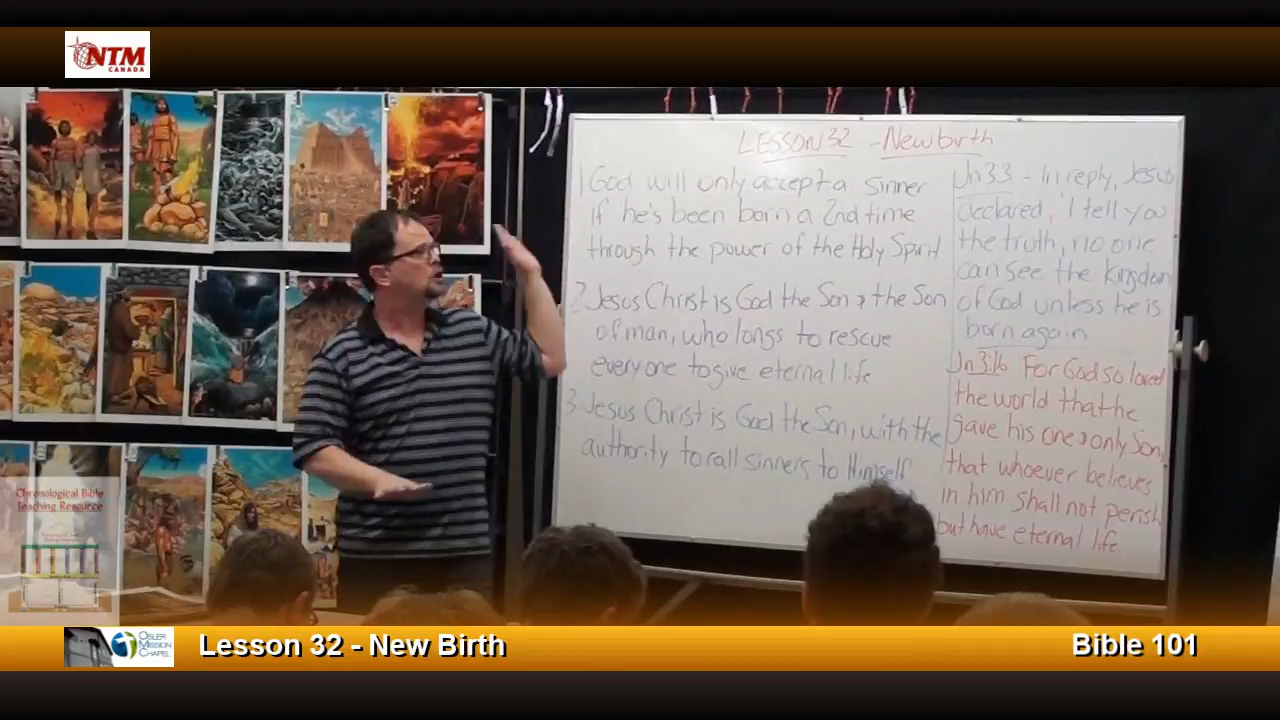 NTM
CANADA
LESSON 32 - New birth
1 God will only accept a sinner
if he's been born a 2nd time
through the power of the Holy Spirit
2 Jesus Christ is God the Son & the Son
of man, who longs to rescue
everyone to give eternal life
3 Jesus Christ is God the Son, with the
authority to call sinners to Himself
Jn 3:3 - In reply, Jesus
declared, 'I tell you
the truth, no one
can see the kingdom
of God unless he is
born again
Jn 3:16 For God so loved
the world that he
gave his one & only Son,
that whoever believes
in him shall not perish
but have eternal life.
Chronological Bible
Teaching Resource
OSLER
MISSION
CHAPEL
Lesson 32 - New Birth
Bible 101